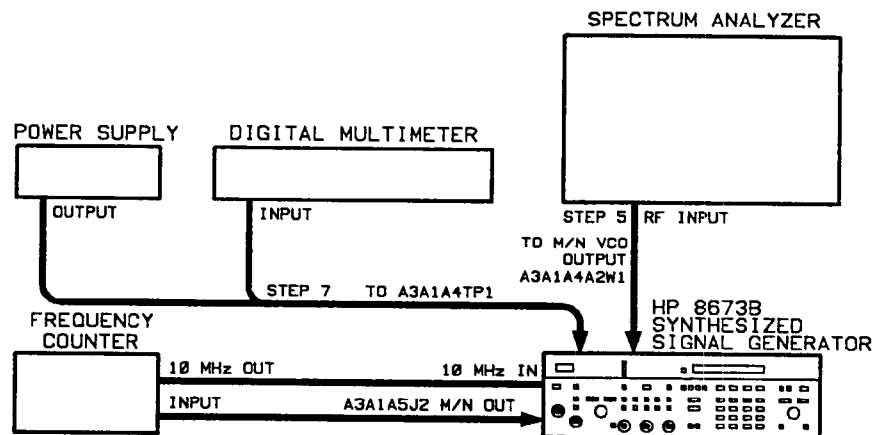 SPECTRUM ANALYZER
POWER SUPPLY
DIGITAL MULTIMETER
OUTPUT
INPUT
STEP 5
RF INPUT
TO M/N VCO
OUTPUT
A3A1A4A2W1
STEP 7
TO A3A1A4TP1
HP 8673B
SYNTHESIZED
SIGNAL GENERATOR
FREQUENCY
COUNTER
10 MHz OUT
10 MHz IN
INPUT
A3A1A5J2 M/N OUT